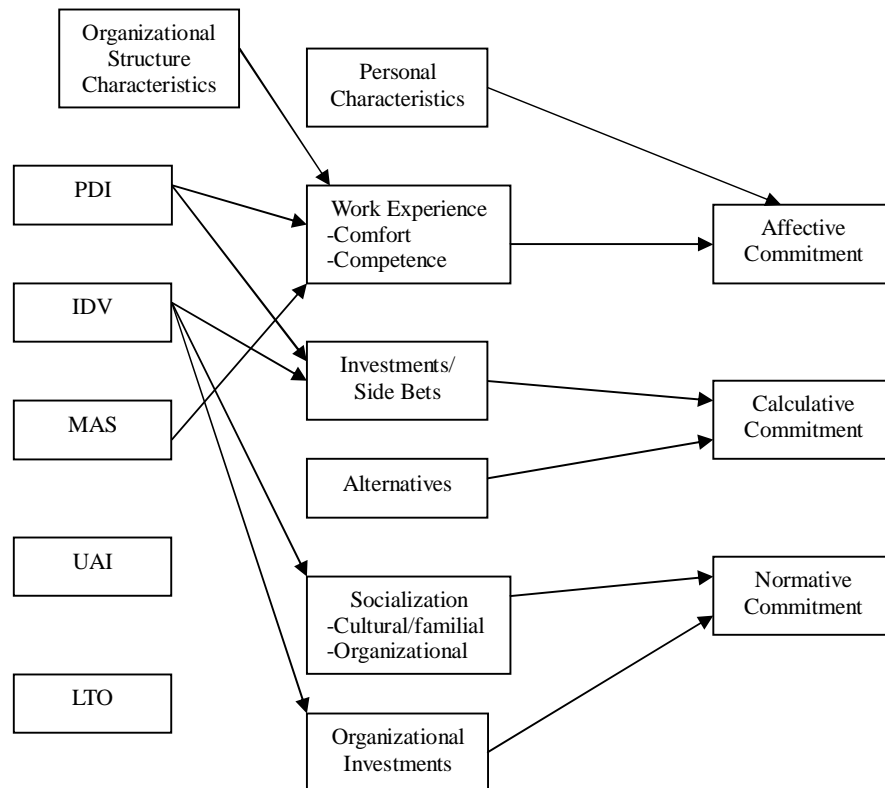 Organizational
Structure
Characteristics
Personal
Characteristics
PDI
Work Experience
-Comfort
-Competence
Affective
Commitment
IDV
Investments/
Side Bets
MAS
Calculative
Commitment
Alternatives
UAI
Socialization
-Cultural/familial
-Organizational
Normative
Commitment
LTO
Organizational
Investments